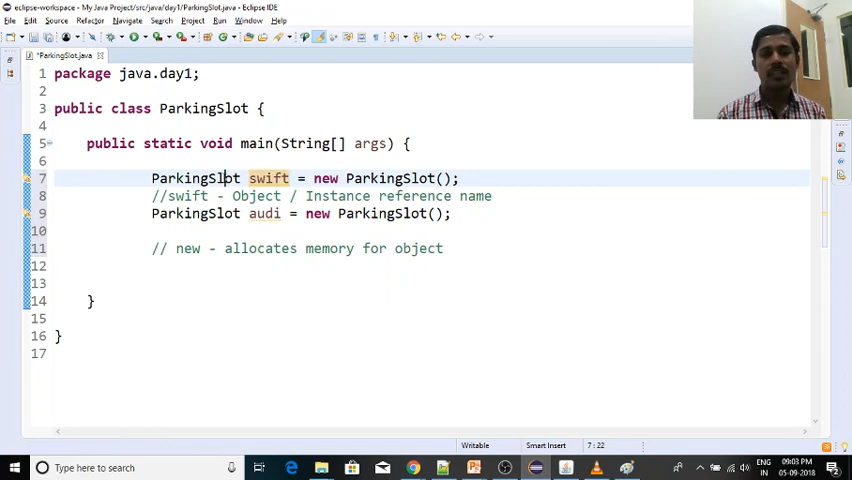 eclipse-workspace - My Java Project/src/java/day1/ParkingSlot.java - Eclipse IDE
File Edit Source Refactor Navigate Search Project Run Window Help
*ParkingSlot.java
1 package java.day1;
2
3 public class ParkingSlot {
4
5 public static void main(String[] args) {
6
7 ParkingSlot swift = new ParkingSlot();
8 //swift - Object / Instance reference name
9 ParkingSlot audi = new ParkingSlot();
10
11 // new - allocates memory for object
12
13
14 }
15
16 }
17
Writable Smart Insert 7 : 22
Type here to search
ENG 09:03 PM
IN 05-09-2018
2